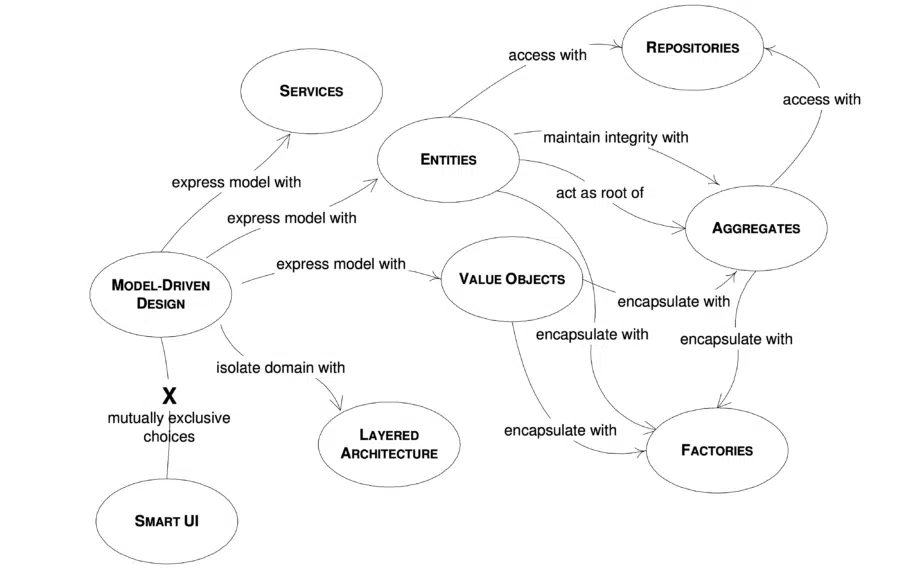 REPOSITORIES
access with
SERVICES
access with
maintain integrity with
ENTITIES
express model with
act as root of
express model with
AGGREGATES
express model with
VALUE OBJECTS
MODEL-DRIVEN
DESIGN
encapsulate with
encapsulate with
encapsulate with
isolate domain with
X
mutually exclusive
choices
encapsulate with
LAYERED
ARCHITECTURE
FACTORIES
SMART UI